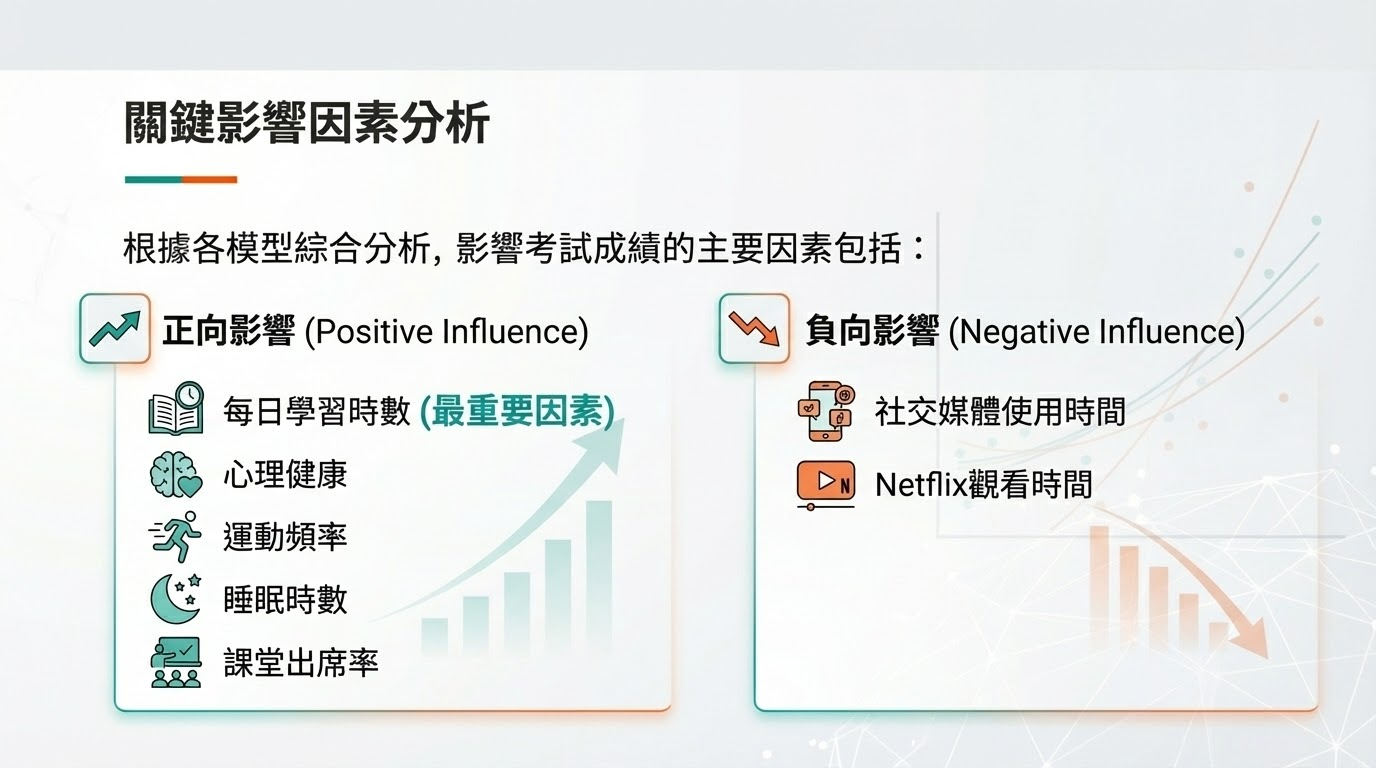 關鍵影響因素分析
根據各模型綜合分析, 影響考試成績的主要因素包括：
正向影響 (Positive Influence)
每日學習時數 (最重要因素)
心理健康
運動頻率
睡眠時數
課堂出席率
負向影響 (Negative Influence)
社交媒體使用時間
N
Netflix觀看時間